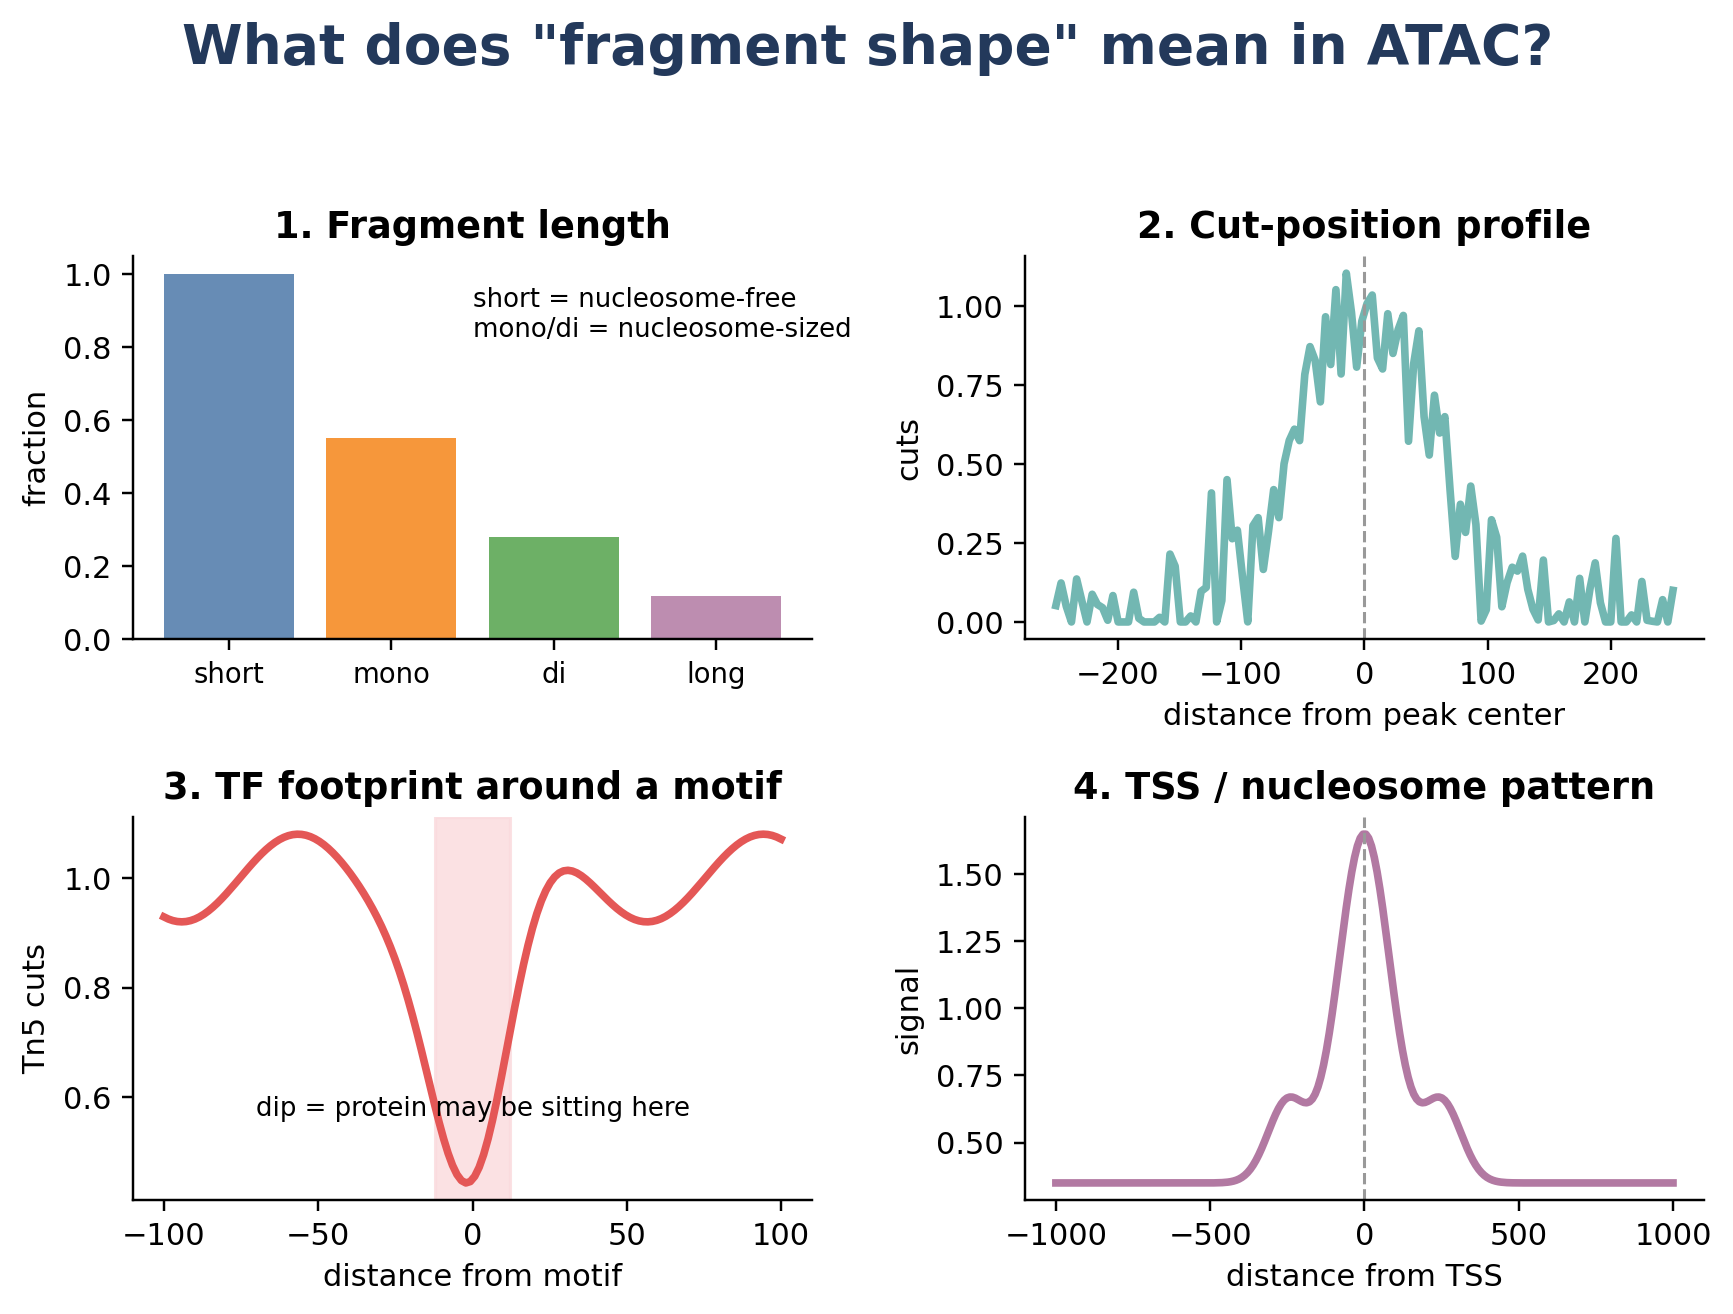 What does "fragment shape" mean in ATAC?
1. Fragment length
short = nucleosome-free
mono/di = nucleosome-sized
fraction
1.0
0.8
0.6
0.4
0.2
0.0
short mono di long
2. Cut-position profile
cuts
1.00
0.75
0.50
0.25
0.00
−200 −100 0 100 200
distance from peak center
3. TF footprint around a motif
Tn5 cuts
1.0
0.8
0.6
dip = protein may be sitting here
−100 −50 0 50 100
distance from motif
4. TSS / nucleosome pattern
signal
1.50
1.25
1.00
0.75
0.50
−1000 −500 0 500 1000
distance from TSS